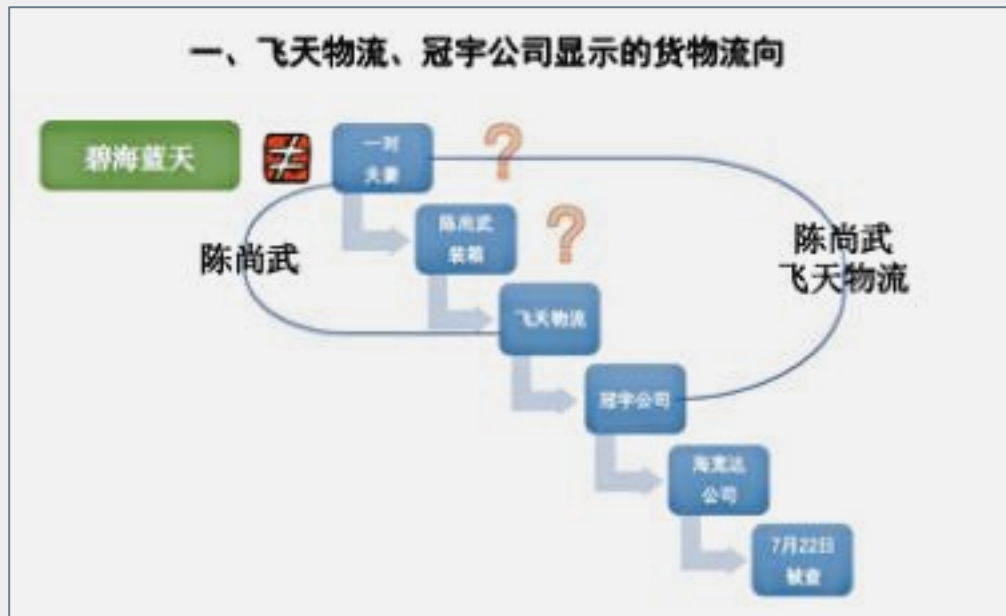 一、飞天物流、冠宇公司显示的货物流向
碧海蓝天
≠
一对
夫妻
?
陈尚武
装箱
?
陈尚武
陈尚武
飞天物流
飞天物流
冠宇公司
海宽达
公司
7月22日
被查